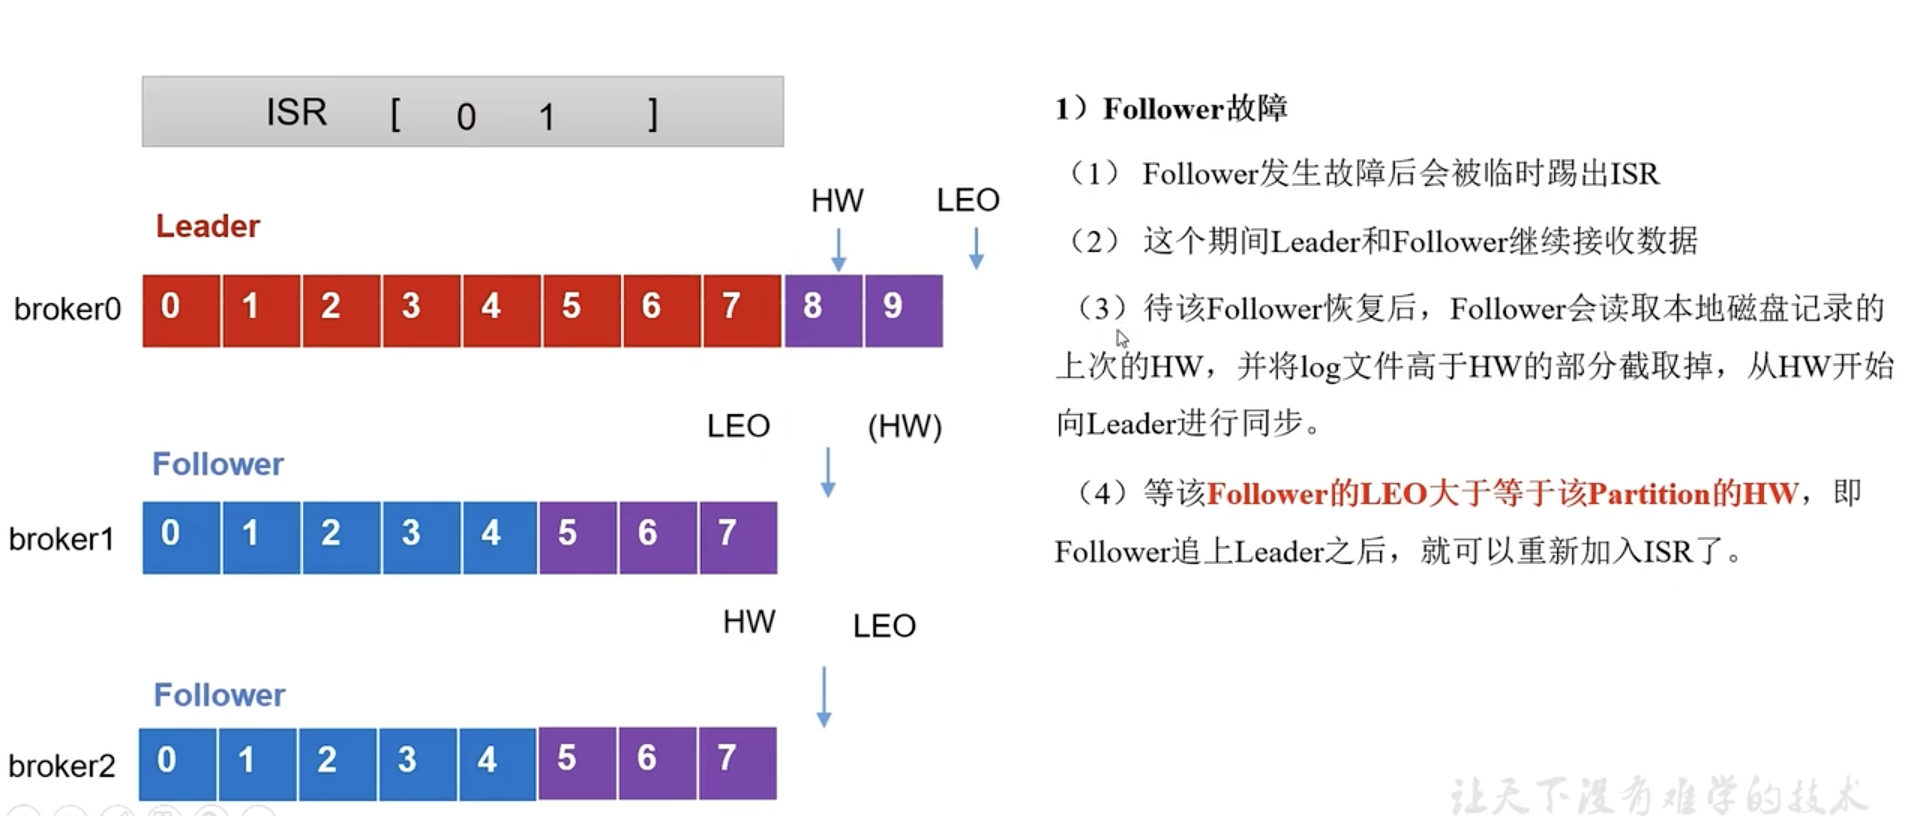 ISR [ 0 1 ]
HW LEO
Leader
broker0 0 1 2 3 4 5 6 7 8 9
LEO (HW)
Follower
broker1 0 1 2 3 4 5 6 7
HW LEO
Follower
broker2 0 1 2 3 4 5 6 7
1）Follower故障
（1） Follower发生故障后会被临时踢出ISR
（2） 这个期间Leader和Follower继续接收数据
（3）待该Follower恢复后，Follower会读取本地磁盘记录的
上次的HW，并将log文件高于HW的部分截取掉，从HW开始
向Leader进行同步。
（4）等该Follower的LEO大于等于该Partition的HW，即
Follower追上Leader之后，就可以重新加入ISR了。
让天下没有难学的技术